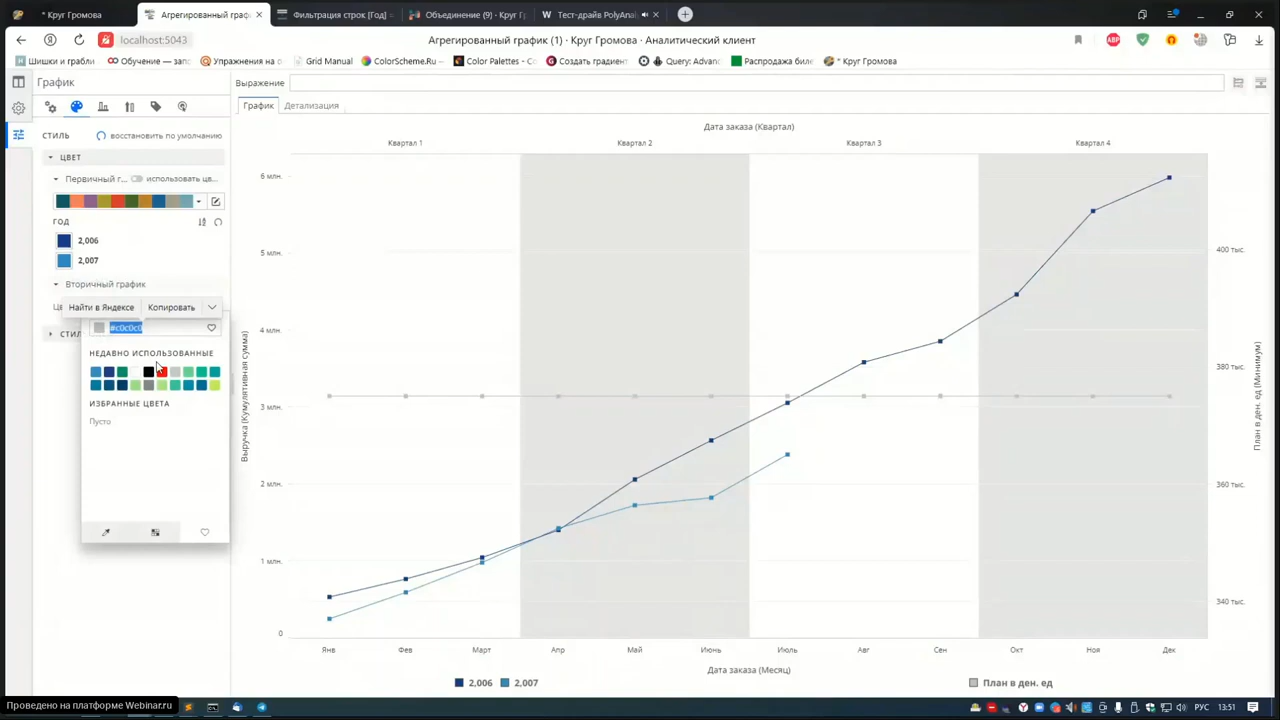 * Круг Громова
Агрегированный граф
Фильтрация строк [Год] =
Объединение (9) · Круг Гр
Тест-драйв PolyAnal
localhost:5043
Агрегированный график (1) · Круг Громова · Аналитический клиент
ABP
Шишки и грабли
Обучение — запс
Упражнения на о
Grid Manual
ColorScheme.Ru –
Color Palettes - Co
Создать градиент
Query: Advanc
Распродажа биле
* Круг Громова
График
Выражение
График
Детализация
СТИЛЬ
восстановить по умолчанию
ЦВЕТ
Первичный г...
использовать цв...
ГОД
2,006
2,007
Вторичный график
Цв
Найти в Яндексе
Копировать
СТИЛ
#c0c0c0
НЕДАВНО ИСПОЛЬЗОВАННЫЕ
ИЗБРАННЫЕ ЦВЕТА
Пусто
Дата заказа (Квартал)
Квартал 1
Квартал 2
Квартал 3
Квартал 4
6 млн.
5 млн.
4 млн.
3 млн.
2 млн.
1 млн.
0
Выручка (Кумулятивная сумма)
400 тыс.
380 тыс.
360 тыс.
340 тыс.
План в ден. ед (Минимум)
Янв
Фев
Март
Апр
Май
Июнь
Июль
Авг
Сен
Окт
Ноя
Дек
Дата заказа (Месяц)
2,006
2,007
План в ден. ед
Проведено на платформе Webinar.ru
РУС
13:51